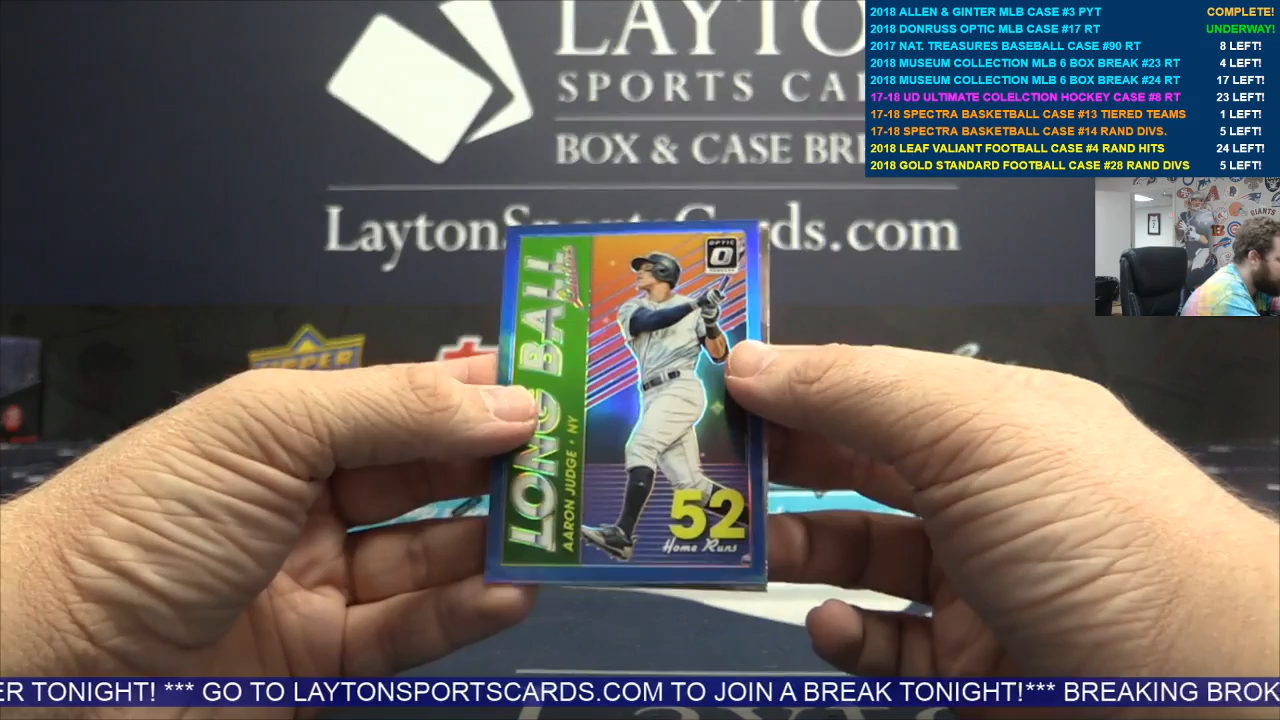 LAYTO
SPORTS CA
BOX & CASE BRE
LaytonSportsCards.com
2018 ALLEN & GINTER MLB CASE #3 PYT COMPLETE!
2018 DONRUSS OPTIC MLB CASE #17 RT UNDERWAY!
2017 NAT. TREASURES BASEBALL CASE #90 RT 8 LEFT!
2018 MUSEUM COLLECTION MLB 6 BOX BREAK #23 RT 4 LEFT!
2018 MUSEUM COLLECTION MLB 6 BOX BREAK #24 RT 17 LEFT!
17-18 UD ULTIMATE COLELCTION HOCKEY CASE #8 RT 23 LEFT!
17-18 SPECTRA BASKETBALL CASE #13 TIERED TEAMS 1 LEFT!
17-18 SPECTRA BASKETBALL CASE #14 RAND DIVS. 5 LEFT!
2018 LEAF VALIANT FOOTBALL CASE #4 RAND HITS 24 LEFT!
2018 GOLD STANDARD FOOTBALL CASE #28 RAND DIVS 5 LEFT!
GIANTS
UPPER
OPTIC
LONG BALL
AARON JUDGE • NY
52
Home Runs
ER TONIGHT! *** GO TO LAYTONSPORTSCARDS.COM TO JOIN A BREAK TONIGHT!*** BREAKING BROK